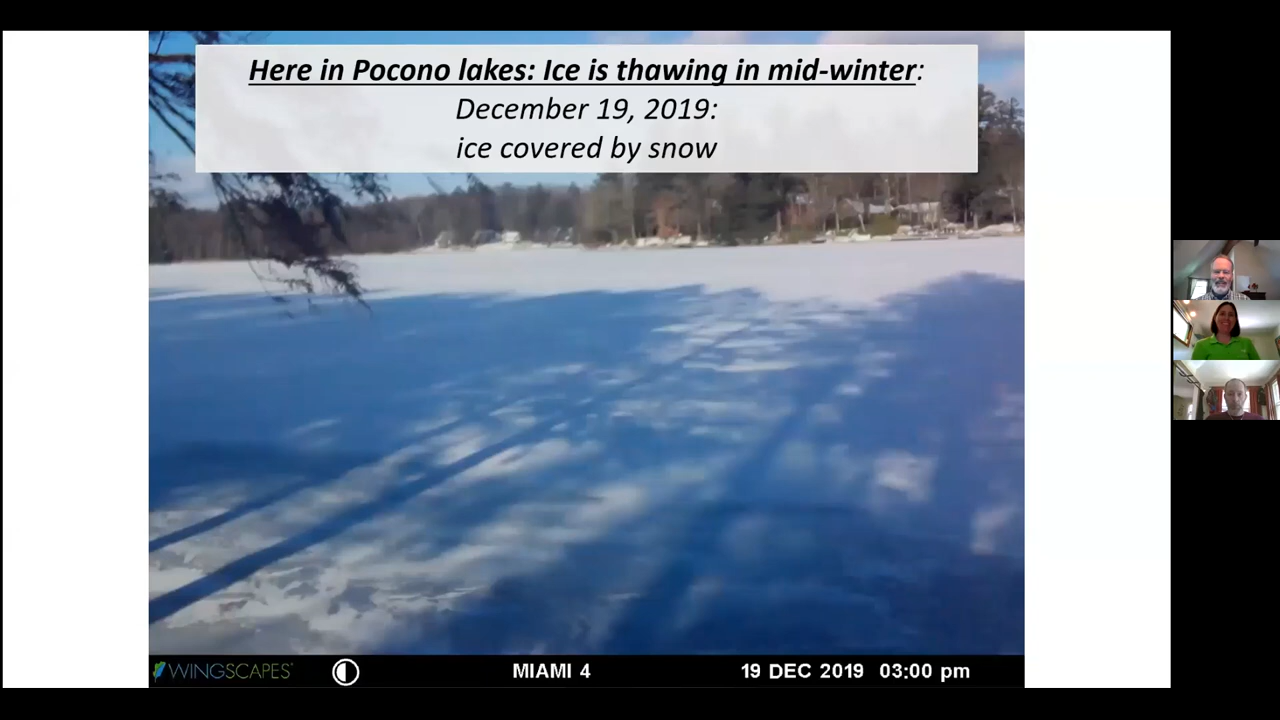 Here in Pocono lakes: Ice is thawing in mid-winter:
December 19, 2019:
ice covered by snow
WINGSCAPES MIAMI 4 19 DEC 2019 03:00 pm